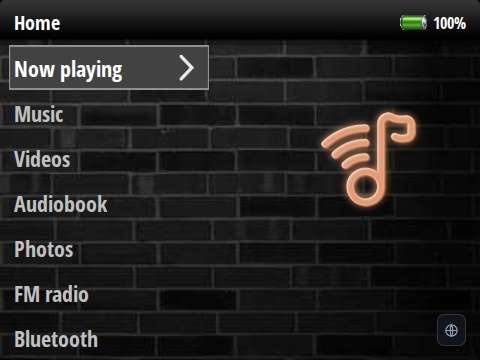 Home
100%
Now playing
Music
Videos
Audiobook
Photos
FM radio
Bluetooth